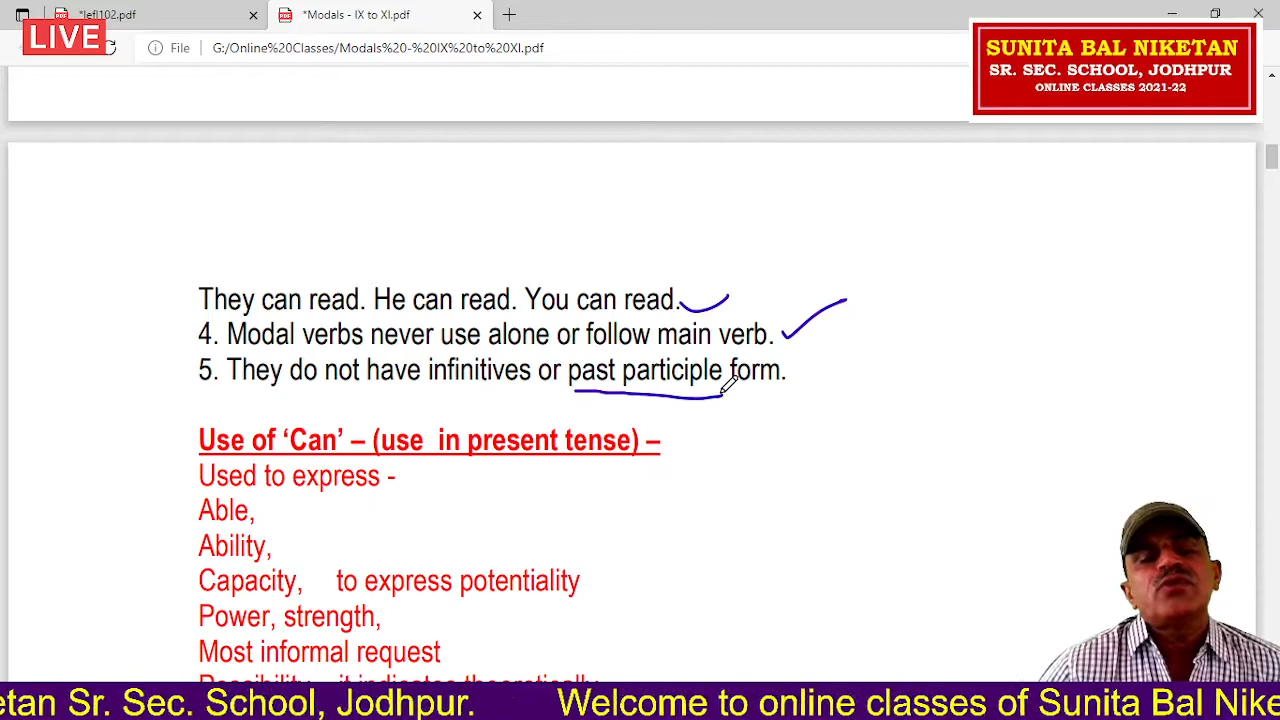 *lefl102.pdf
*Modals - IX to XI.pdf
LIVE
File G:/Online%20Classes/Modals%20-%20IX%20to%20XI.pdf
SUNITA BAL NIKETAN
SR. SEC. SCHOOL, JODHPUR
ONLINE CLASSES 2021-22
They can read. He can read. You can read.
4. Modal verbs never use alone or follow main verb.
5. They do not have infinitives or past participle form.
Use of ‘Can’ – (use in present tense) –
Used to express -
Able,
Ability,
Capacity, to express potentiality
Power, strength,
Most informal request
Possibility – it indicates theoretically
etan Sr. Sec. School, Jodhpur. Welcome to online classes of Sunita Bal Nike